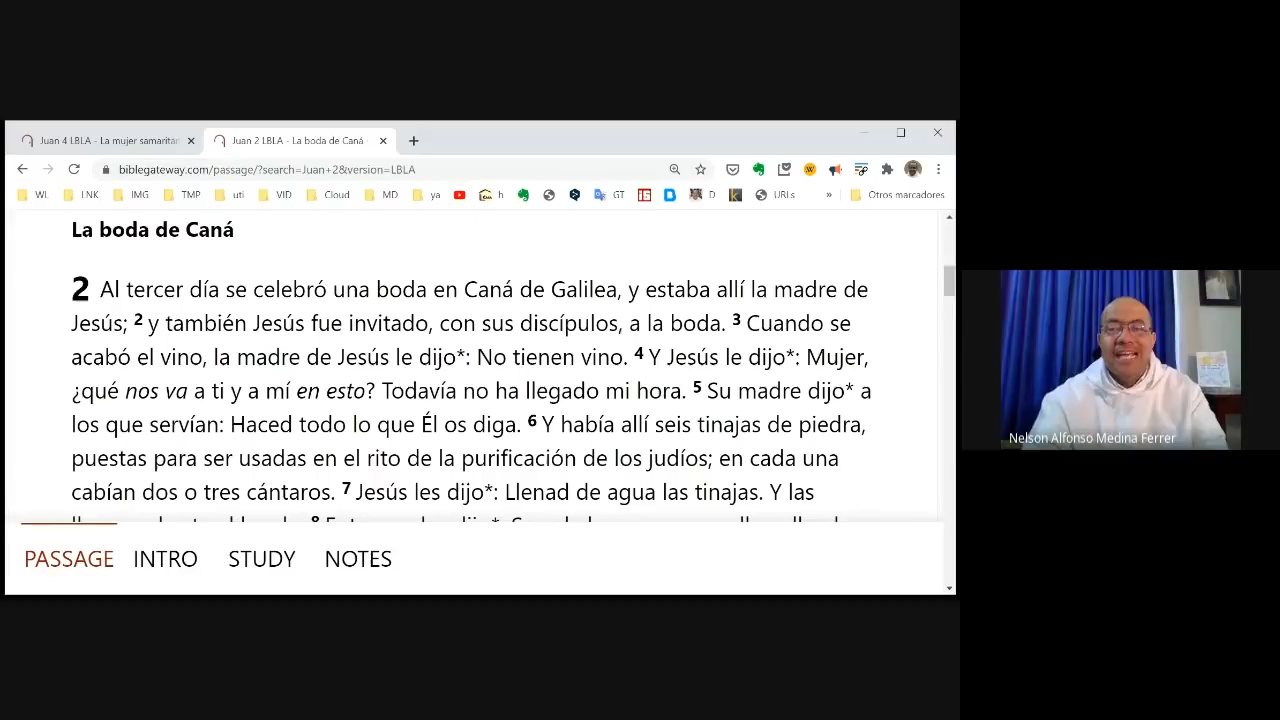 Juan 4 LBLA - La mujer samaritan
Juan 2 LBLA - La boda de Caná
biblegateway.com/passage/?search=Juan+2&version=LBLA
WL LNK IMG TMP uti VID Cloud MD ya h GT D URLs » Otros marcadores
La boda de Caná
2 Al tercer día se celebró una boda en Caná de Galilea, y estaba allí la madre de
Jesús; 2 y también Jesús fue invitado, con sus discípulos, a la boda. 3 Cuando se
acabó el vino, la madre de Jesús le dijo*: No tienen vino. 4 Y Jesús le dijo*: Mujer,
¿qué nos va a ti y a mí en esto? Todavía no ha llegado mi hora. 5 Su madre dijo* a
los que servían: Haced todo lo que Él os diga. 6 Y había allí seis tinajas de piedra,
puestas para ser usadas en el rito de la purificación de los judíos; en cada una
cabían dos o tres cántaros. 7 Jesús les dijo*: Llenad de agua las tinajas. Y las
PASSAGE INTRO STUDY NOTES
Nelson Alfonso Medina Ferrer